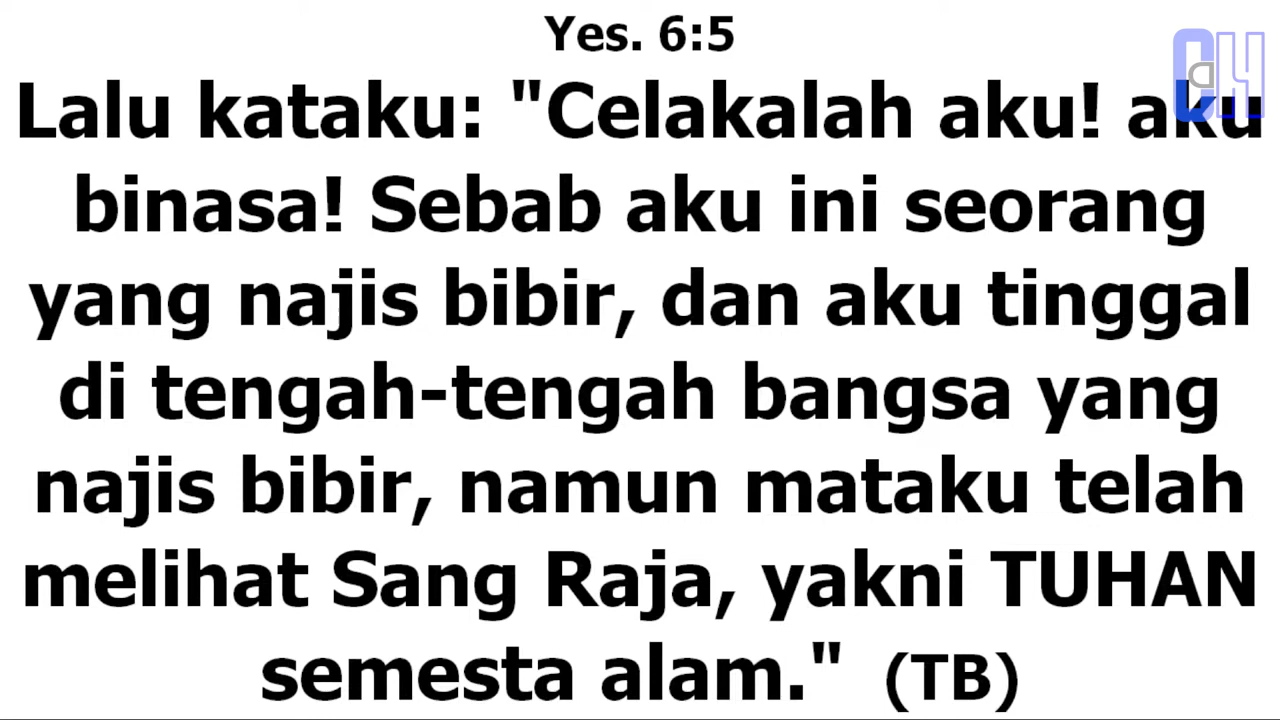 Yes. 6:5
Lalu kataku: "Celakalah aku! aku
binasa! Sebab aku ini seorang
yang najis bibir, dan aku tinggal
di tengah-tengah bangsa yang
najis bibir, namun mataku telah
melihat Sang Raja, yakni TUHAN
semesta alam." (TB)